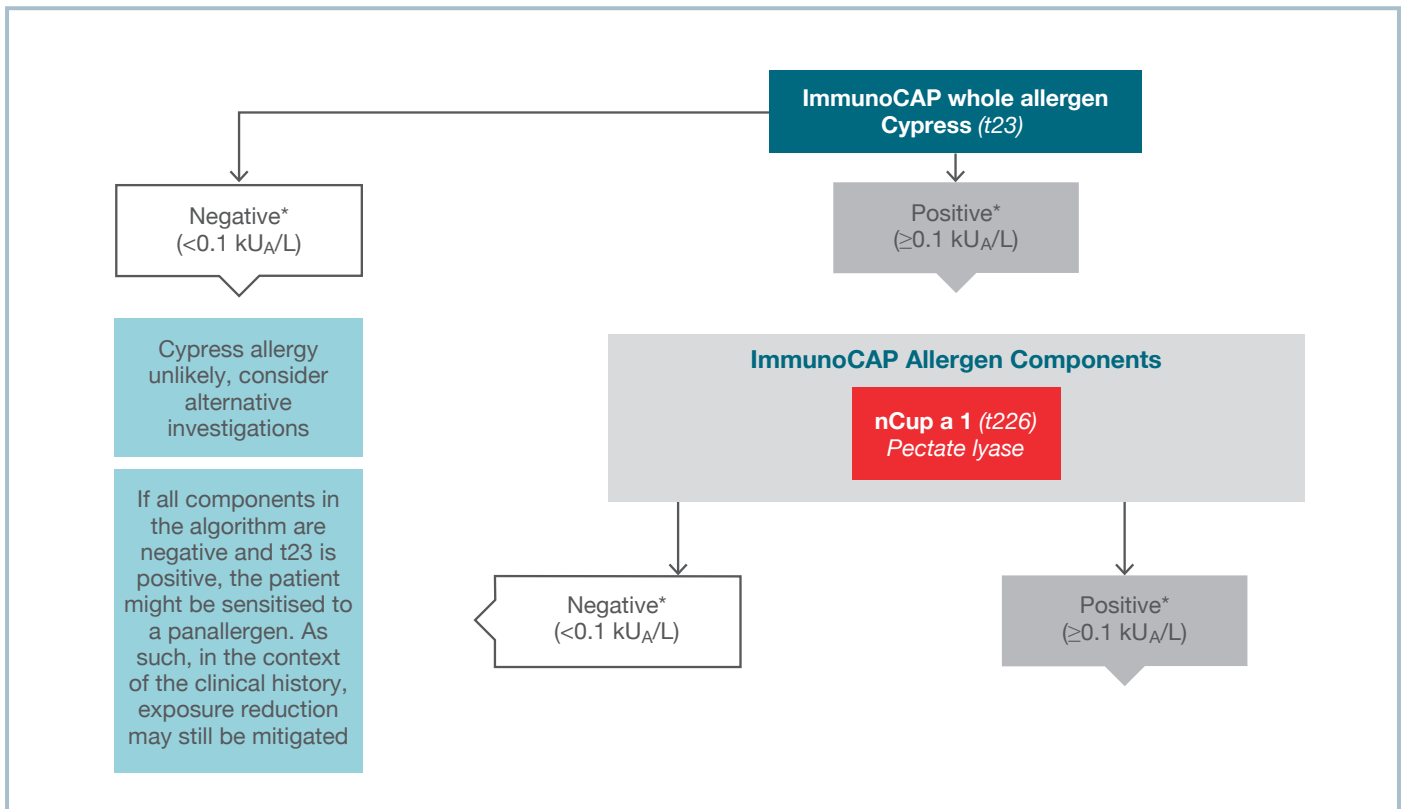 ImmunoCAP whole allergen
Cypress (t23)
Negative*
(<0.1 kUA/L)
Positive*
(≥0.1 kUA/L)
Cypress allergy
unlikely, consider
alternative
investigations
ImmunoCAP Allergen Components
nCup a 1 (t226)
Pectate lyase
If all components in
the algorithm are
negative and t23 is
positive, the patient
might be sensitised to
a panallergen. As
such, in the context
of the clinical history,
exposure reduction
may still be mitigated
Negative*
(<0.1 kUA/L)
Positive*
(≥0.1 kUA/L)